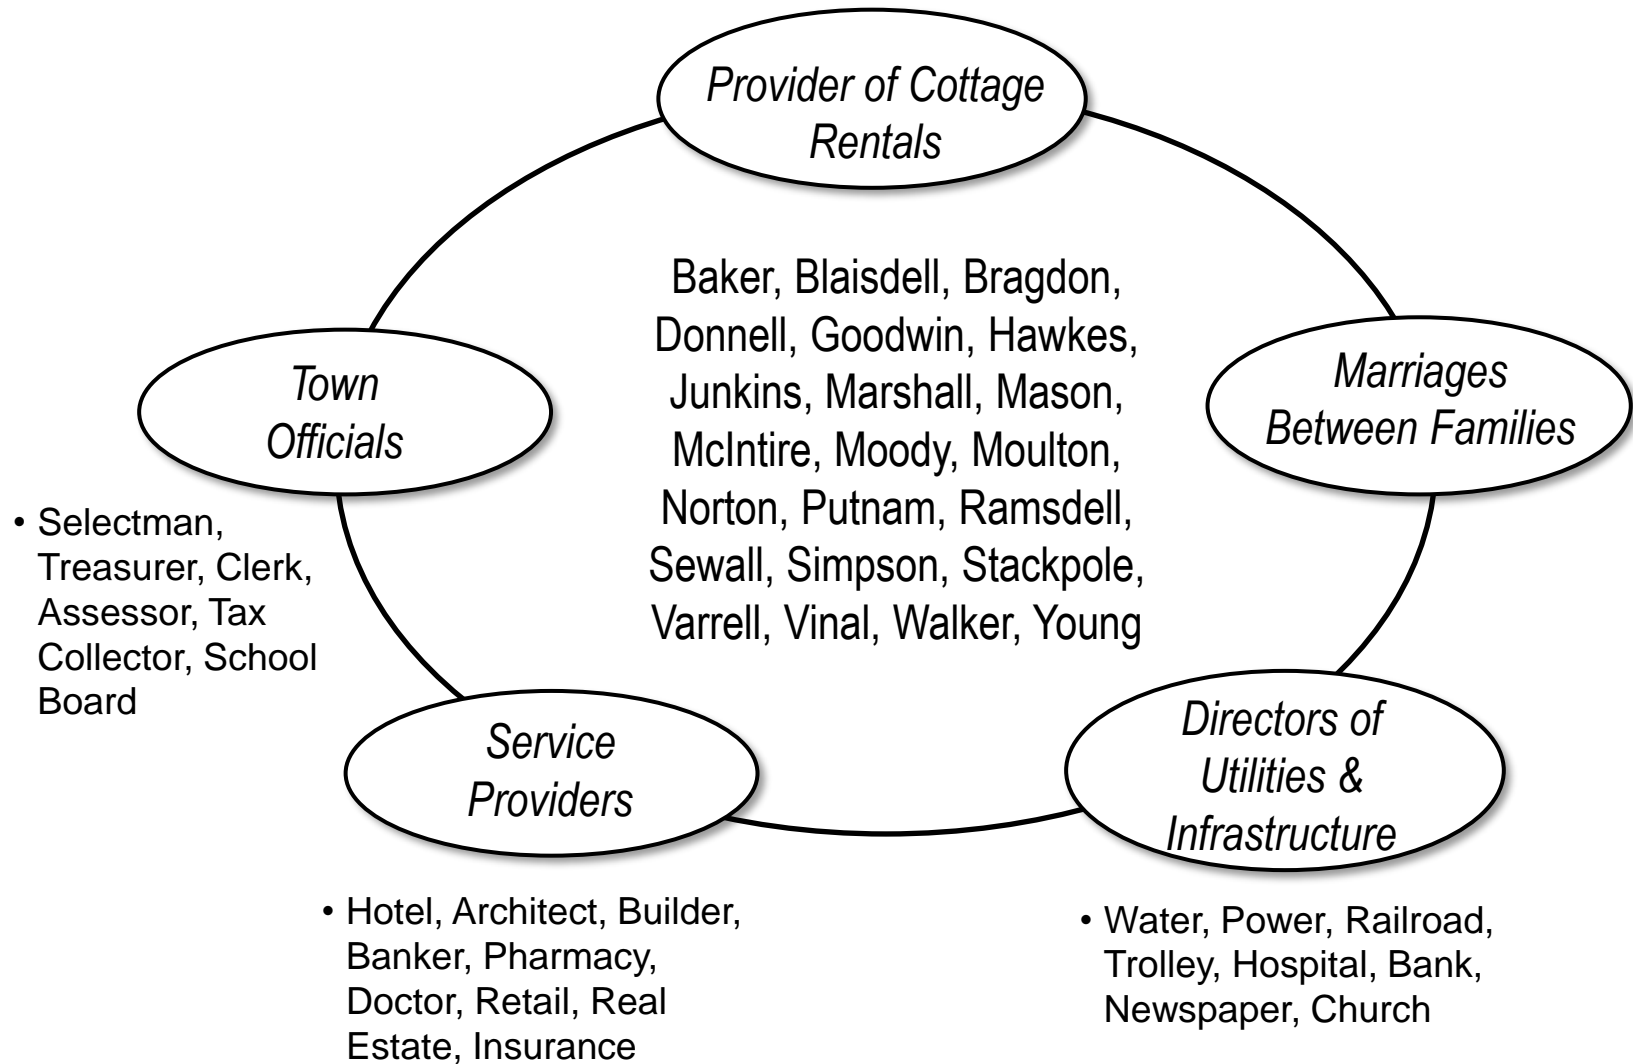 Provider of Cottage
Rentals
Baker, Blaisdell, Bragdon,
Donnell, Goodwin, Hawkes,
Junkins, Marshall, Mason,
McIntire, Moody, Moulton,
Norton, Putnam, Ramsdell,
Sewall, Simpson, Stackpole,
Varrell, Vinal, Walker, Young
Town
Officials
Marriages
Between Families
• Selectman,
Treasurer, Clerk,
Assessor, Tax
Collector, School
Board
Service
Providers
Directors of
Utilities &
Infrastructure
• Hotel, Architect, Builder,
Banker, Pharmacy,
Doctor, Retail, Real
Estate, Insurance
• Water, Power, Railroad,
Trolley, Hospital, Bank,
Newspaper, Church